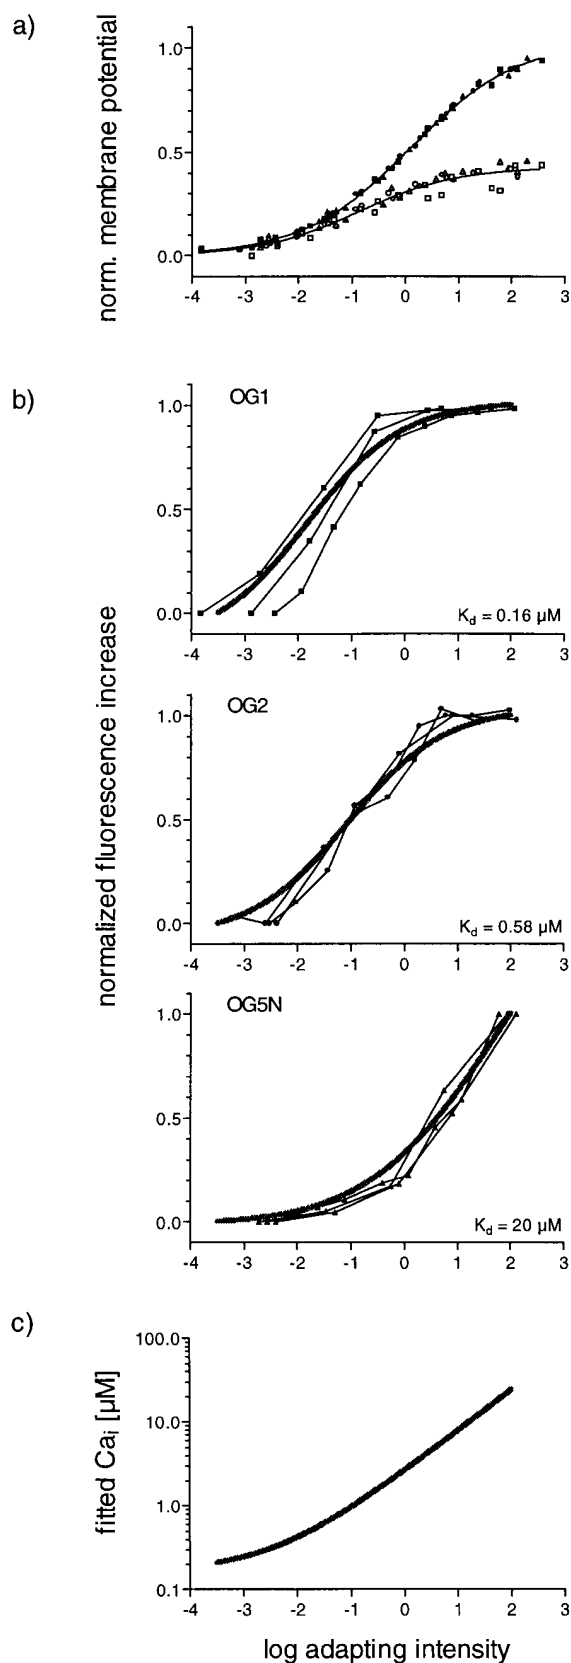 a)
norm. membrane potential
1.0
0.5
0.0
-4 -3 -2 -1 0 1 2 3
b)
normalized fluorescence increase
OG1
1.0
0.5
0.0
K_d = 0.16 µM
-4 -3 -2 -1 0 1 2 3
OG2
1.0
0.5
0.0
K_d = 0.58 µM
-4 -3 -2 -1 0 1 2 3
OG5N
1.0
0.5
0.0
K_d = 20 µM
-4 -3 -2 -1 0 1 2 3
c)
fitted Ca_i [µM]
100.0
10.0
1.0
0.1
-4 -3 -2 -1 0 1 2 3
log adapting intensity